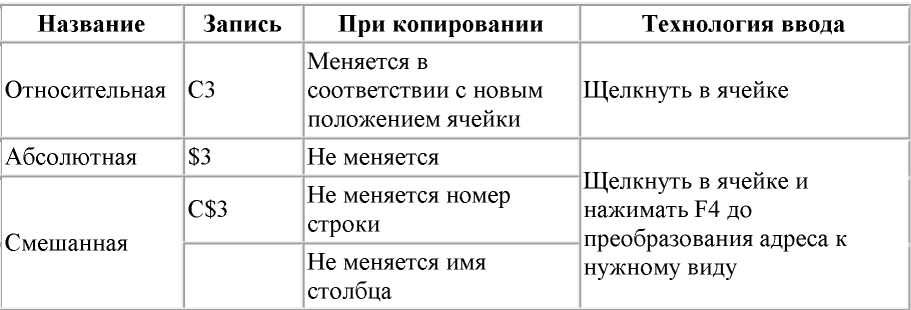 Название Запись При копировании Технология ввода
Относительная C3 Меняется в
соответствии с новым
положением ячейки Щелкнуть в ячейке
Абсолютная $3 Не меняется
Смешанная C$3 Не меняется номер
строки
Не меняется имя
столбца
Щелкнуть в ячейке и
нажимать F4 до
преобразования адреса к
нужному виду